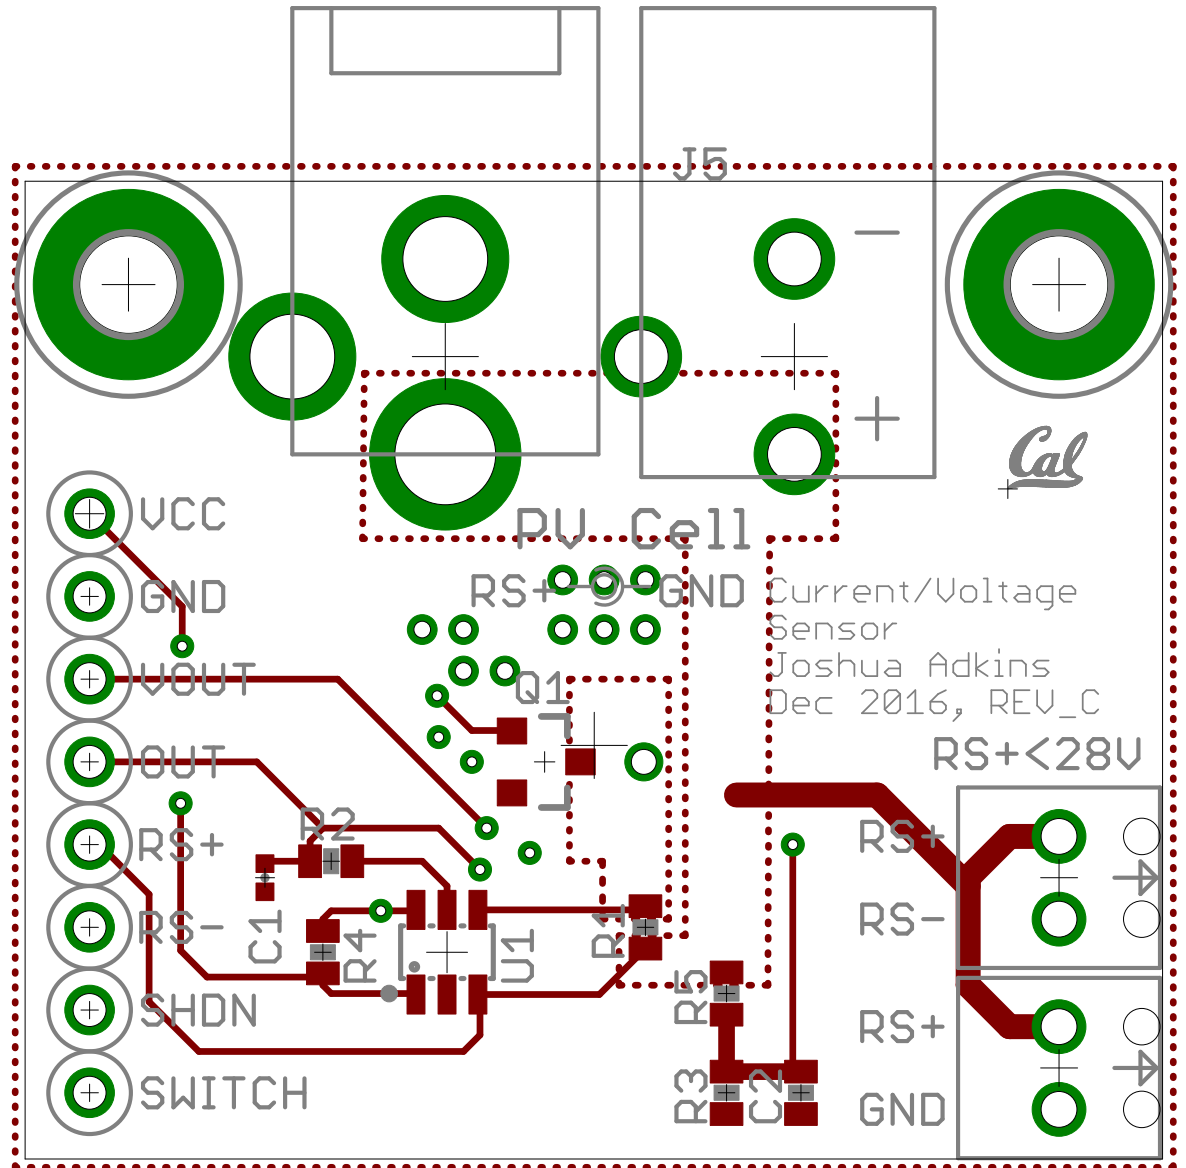 J5
−
+
Cal
VCC
PV Cell
GND
RS+
GND
Current/Voltage
Sensor
Joshua Adkins
Dec 2016, REV_C
VOUT
Q1
OUT
RS+<28V
R2
RS+
RS+
C1
R4
U1
R1
RS-
RS-
R5
SHDN
RS+
SWITCH
R3
C2
GND